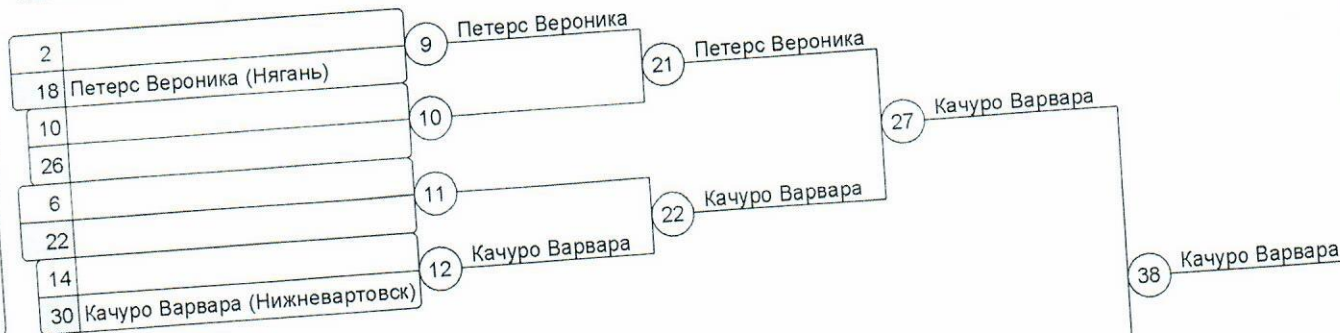 2
18 Петерс Вероника (Нягань)
10
26
6
22
14
30 Качуро Варвара (Нижневартовск)
9 Петерс Вероника
10
11
12 Качуро Варвара
21 Петерс Вероника
22 Качуро Варвара
27 Качуро Варвара
38 Качуро Варвара